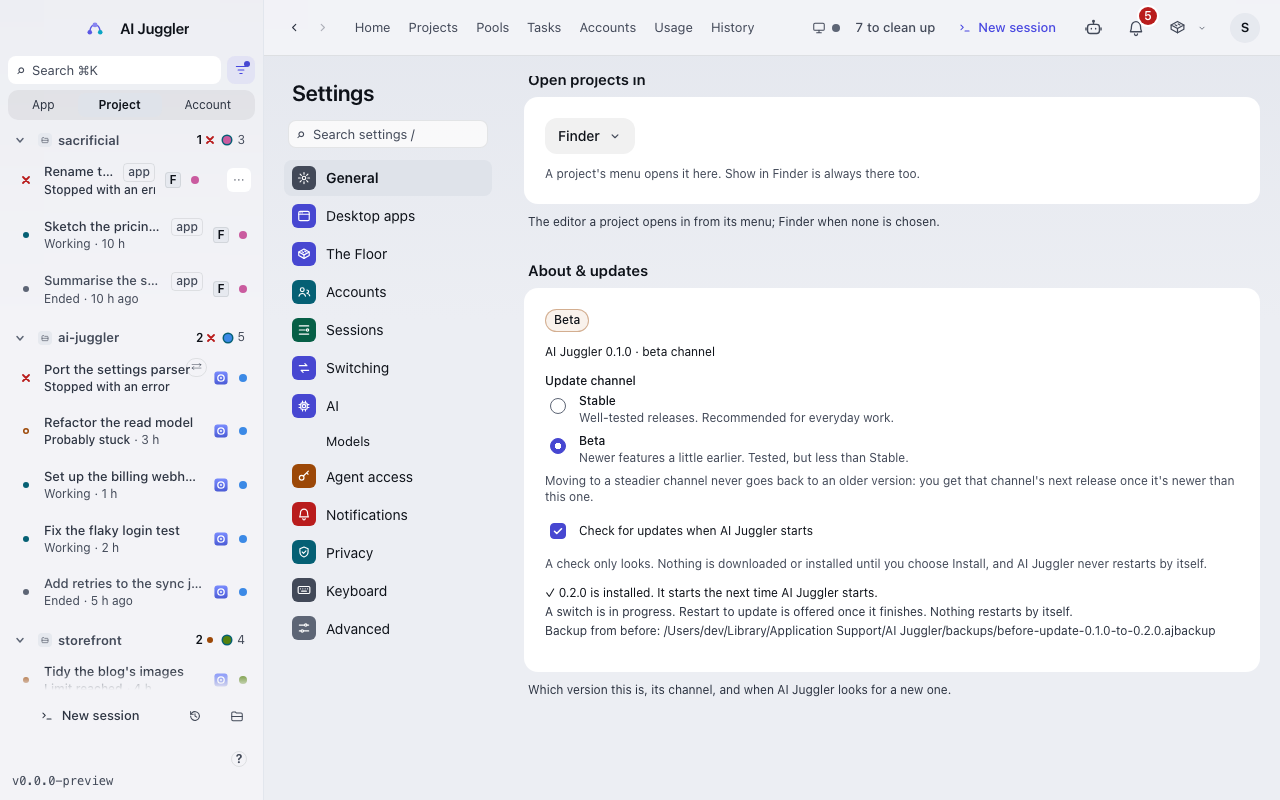 AI Juggler
Search ⌘K
App Project Account
sacrificial 1 3
Rename t... app F
Stopped with an err
Sketch the pricin... app F
Working · 10 h
Summarise the s... app F
Ended · 10 h ago
ai-juggler 2 5
Port the settings parser
Stopped with an error
Refactor the read model
Probably stuck · 3 h
Set up the billing webh...
Working · 1 h
Fix the flaky login test
Working · 2 h
Add retries to the sync j...
Ended · 5 h ago
storefront 2 4
Tidy the blog's images
New session
?
v0.0.0-preview
Home Projects Pools Tasks Accounts Usage History 7 to clean up New session 5 S
Settings
Search settings /
General
Desktop apps
The Floor
Accounts
Sessions
Switching
AI
Models
Agent access
Notifications
Privacy
Keyboard
Advanced
Open projects in
Finder
A project's menu opens it here. Show in Finder is always there too.
The editor a project opens in from its menu; Finder when none is chosen.
About & updates
Beta
AI Juggler 0.1.0 · beta channel
Update channel
Stable
Well-tested releases. Recommended for everyday work.
Beta
Newer features a little earlier. Tested, but less than Stable.
Moving to a steadier channel never goes back to an older version: you get that channel's next release once it's newer than
this one.
Check for updates when AI Juggler starts
A check only looks. Nothing is downloaded or installed until you choose Install, and AI Juggler never restarts by itself.
✓ 0.2.0 is installed. It starts the next time AI Juggler starts.
A switch is in progress. Restart to update is offered once it finishes. Nothing restarts by itself.
Backup from before: /Users/dev/Library/Application Support/AI Juggler/backups/before-update-0.1.0-to-0.2.0.ajbackup
Which version this is, its channel, and when AI Juggler looks for a new one.